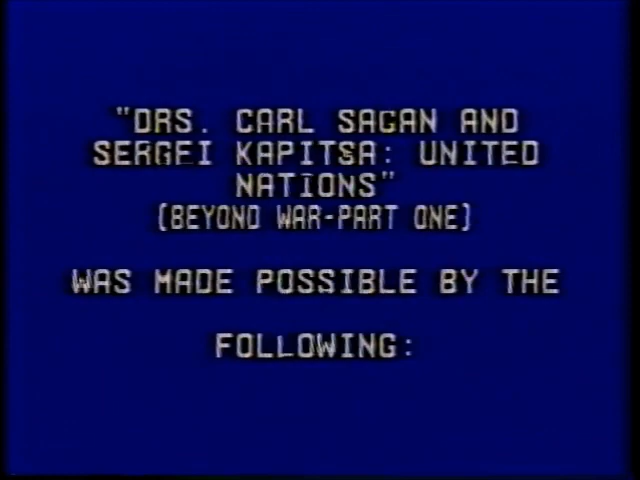 "DRS. CARL SAGAN AND
SERGEI KAPITSA: UNITED
NATIONS"
(BEYOND WAR-PART ONE)
WAS MADE POSSIBLE BY THE
FOLLOWING: